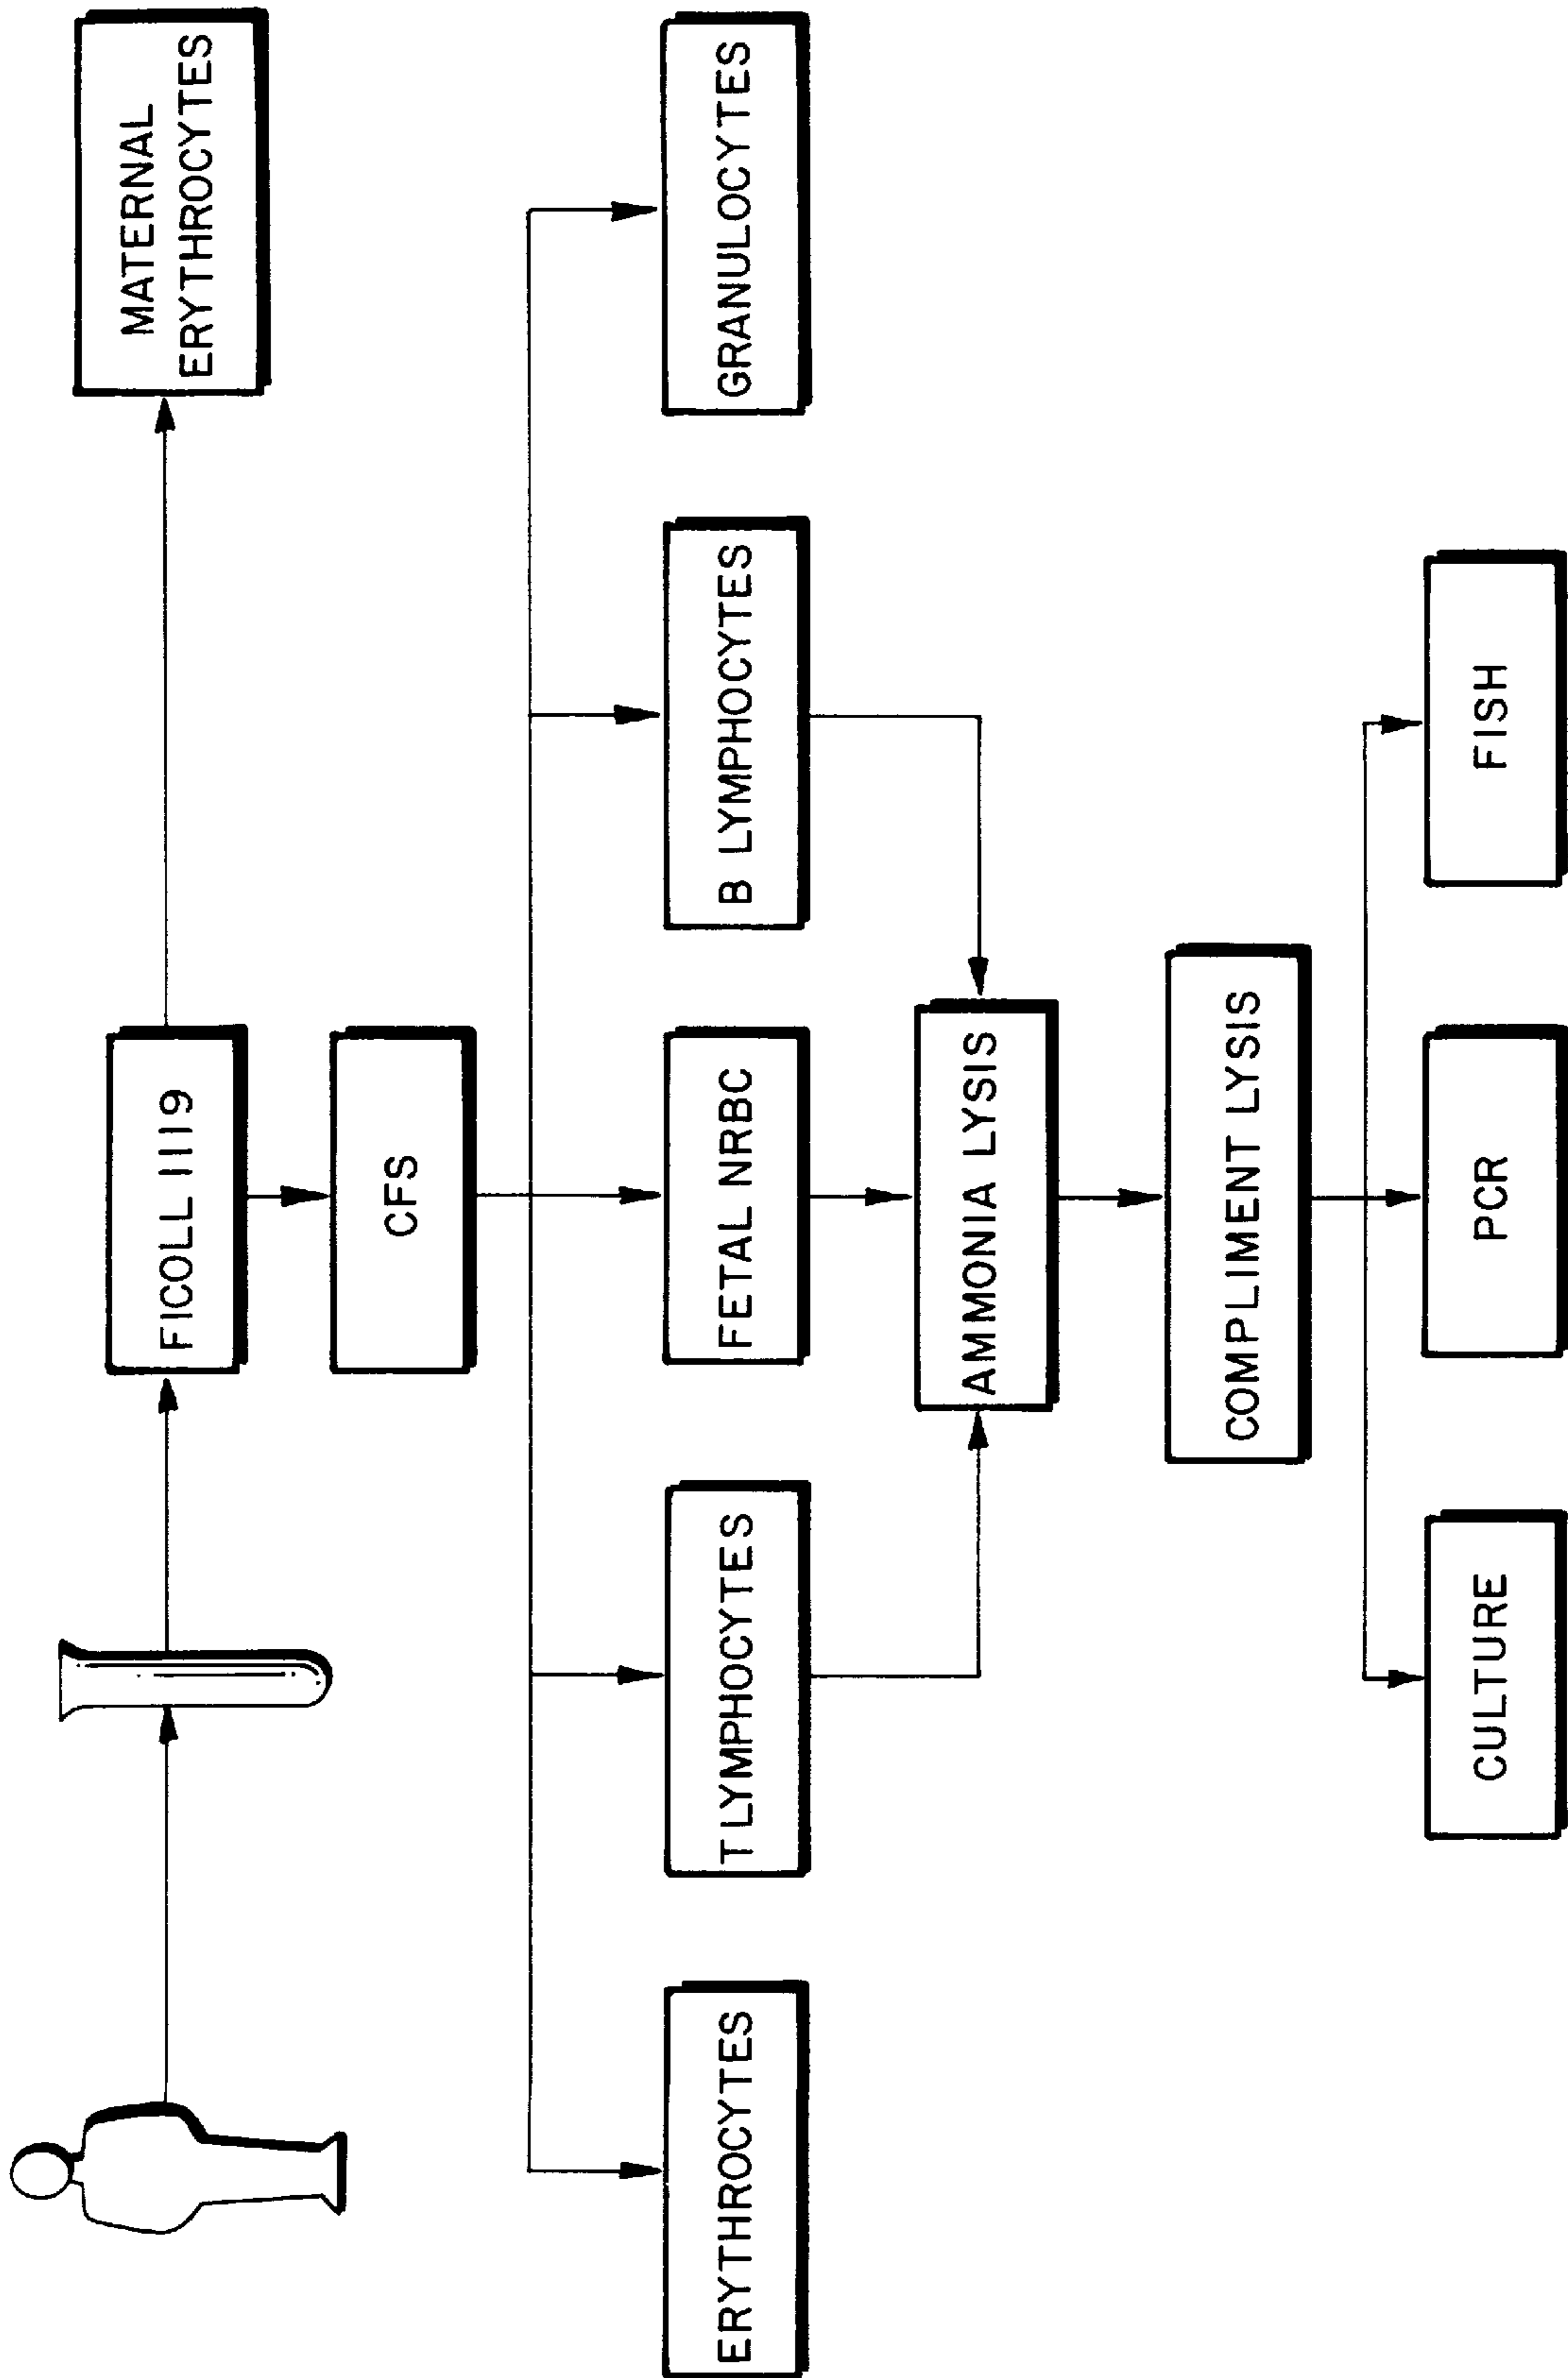 MATERNAL
ERYTHROCYTES
FICOLL 1119
CFS
ERYTHROCYTES
T LYMPHOCYTES
FETAL NRBC
B LYMPHOCYTES
GRANULOCYTES
AMMONIA LYSIS
COMPLIMENT LYSIS
CULTURE
PCR
FISH